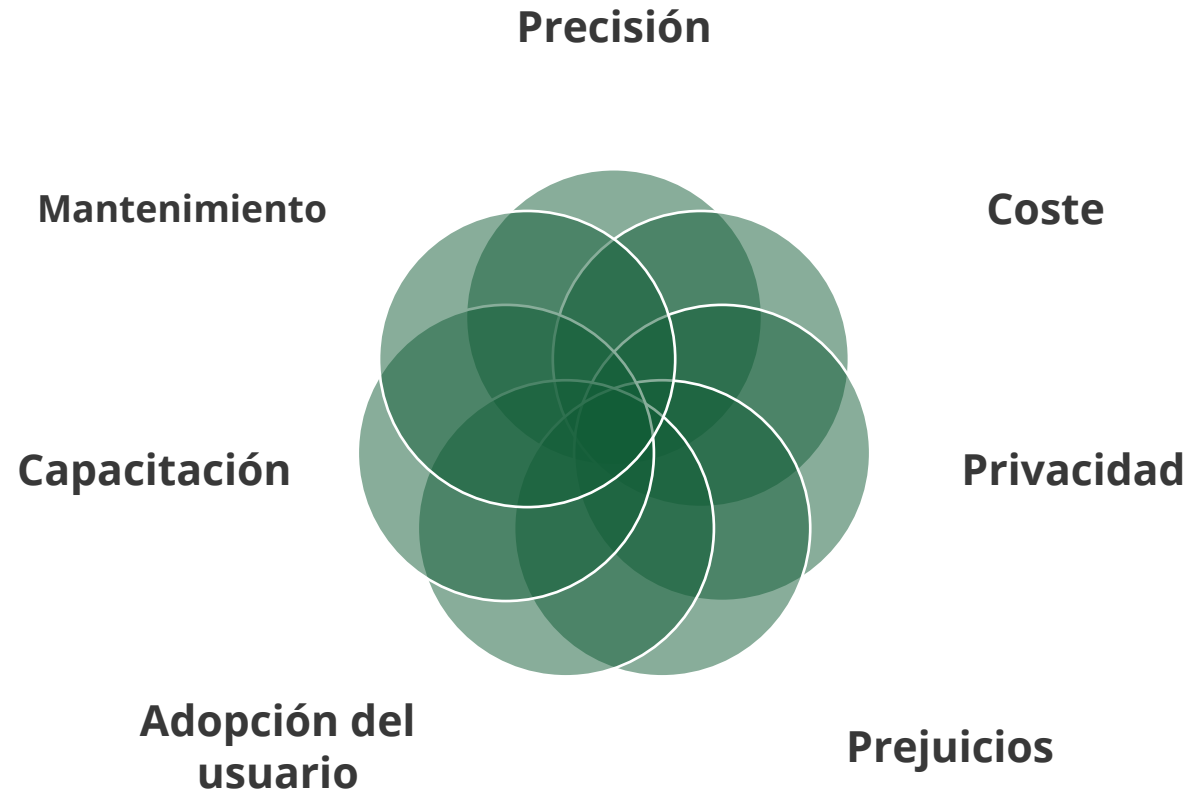 Precisión
Mantenimiento
Coste
Capacitación
Privacidad
Adopción del
usuario
Prejuicios